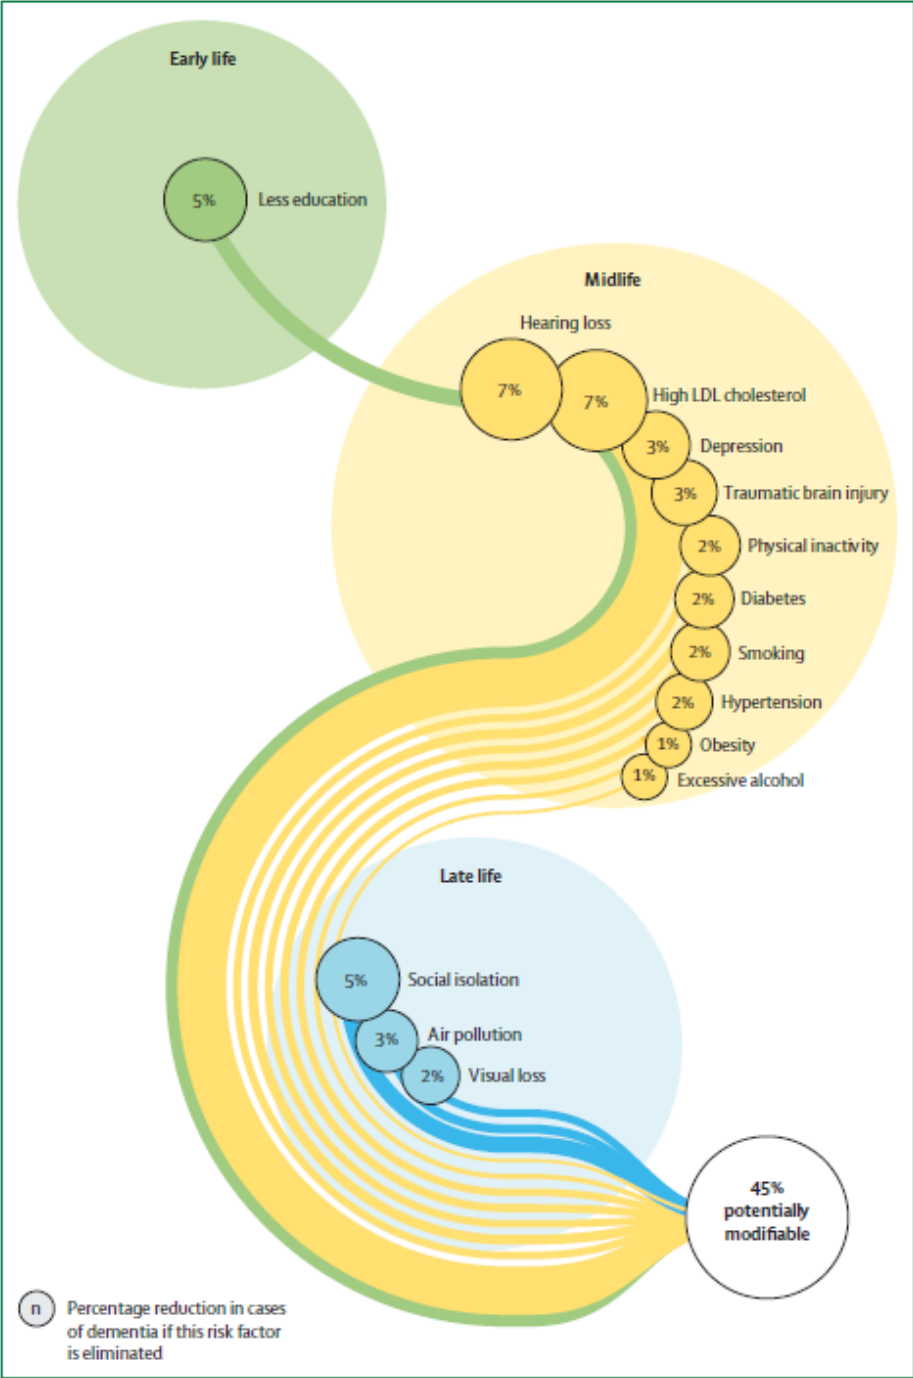 Early life
5%
Less education
Midlife
Hearing loss
7%
7%
High LDL cholesterol
3%
Depression
3%
Traumatic brain injury
2%
Physical inactivity
2%
Diabetes
2%
Smoking
2%
Hypertension
1%
Obesity
1%
Excessive alcohol
Late life
5%
Social isolation
3%
Air pollution
2%
Visual loss
45%
potentially
modifiable
n
Percentage reduction in cases
of dementia if this risk factor
is eliminated